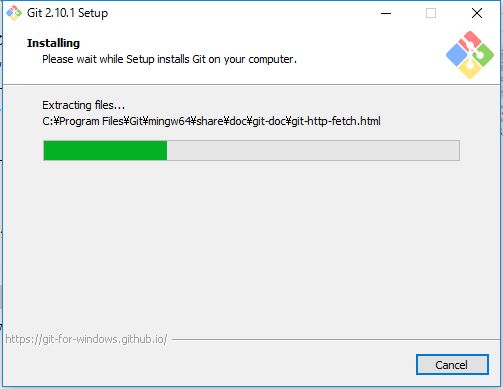 Git 2.10.1 Setup
Installing
Please wait while Setup installs Git on your computer.
Extracting files...
C:¥Program Files¥Git¥mingw64¥share¥doc¥git-doc¥git-http-fetch.html
https://git-for-windows.github.io/
Cancel